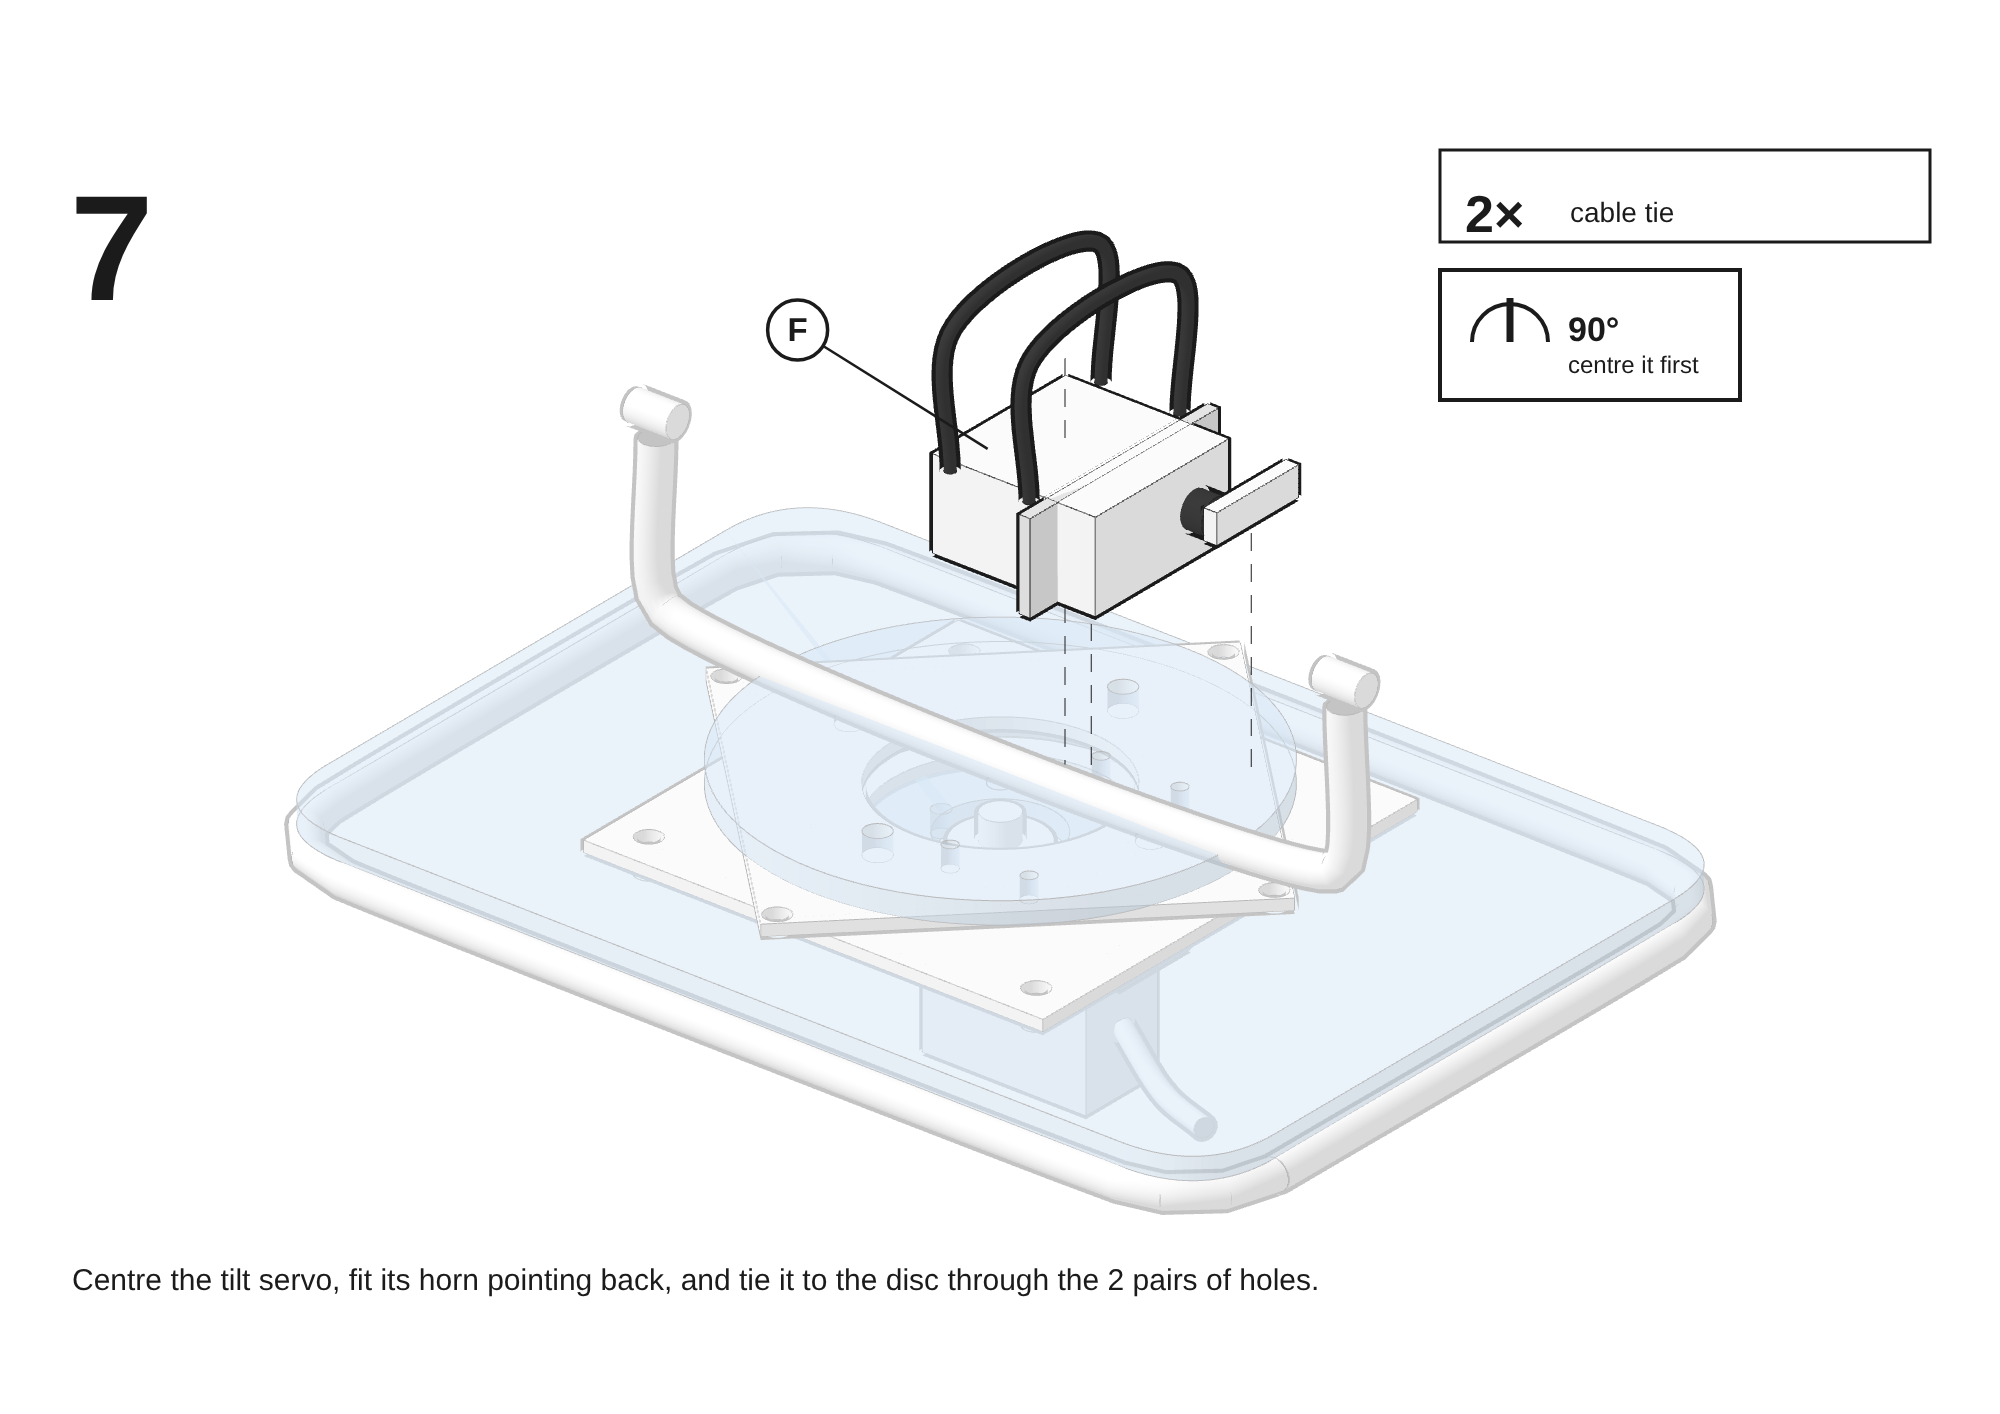 7
2× cable tie
90°
centre it first
F
Centre the tilt servo, fit its horn pointing back, and tie it to the disc through the 2 pairs of holes.